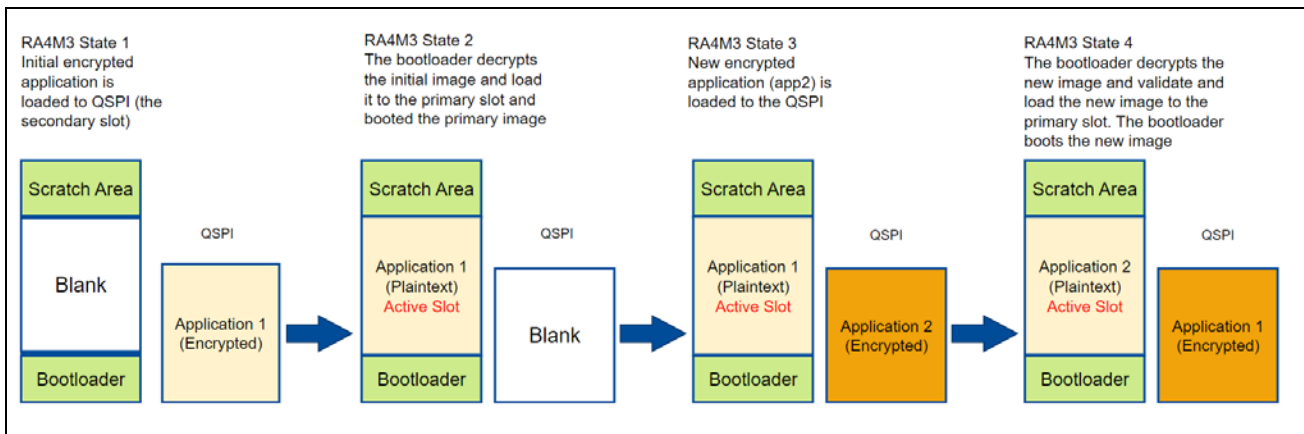 RA4M3 State 1
Initial encrypted
application is
loaded to QSPI (the
secondary slot)
RA4M3 State 2
The bootloader decrypts
the initial image and load
it to the primary slot and
booted the primary image
RA4M3 State 3
New encrypted
application (app2) is
loaded to the QSPI
RA4M3 State 4
The bootloader decrypts the
new image and validate and
load the new image to the
primary slot. The bootloader
boots the new image
Scratch Area
Blank
Bootloader
QSPI
Application 1
(Encrypted)
Scratch Area
Application 1
(Plaintext)
Active Slot
Bootloader
QSPI
Blank
Scratch Area
Application 1
(Plaintext)
Active Slot
Bootloader
QSPI
Application 2
(Encrypted)
Scratch Area
Application 2
(Plaintext)
Active Slot
Bootloader
QSPI
Application 1
(Encrypted)